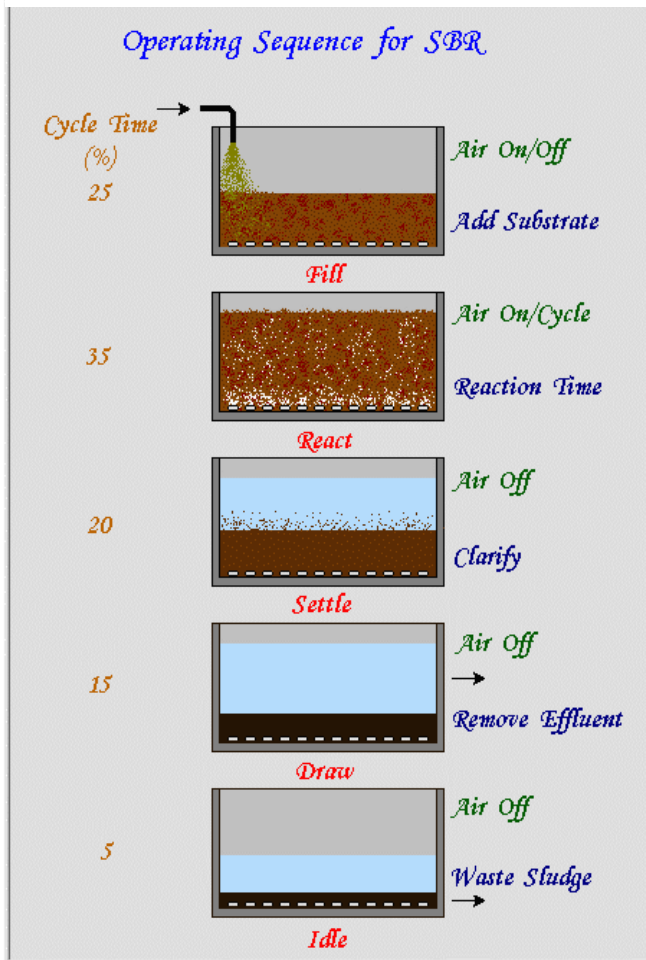 Operating Sequence for SBR
Cycle Time
(%)
25
Air On/Off
Add Substrate
Fill
35
Air On/Cycle
Reaction Time
React
20
Air Off
Clarify
Settle
15
Air Off
Remove Effluent
Draw
5
Air Off
Waste Sludge
Idle